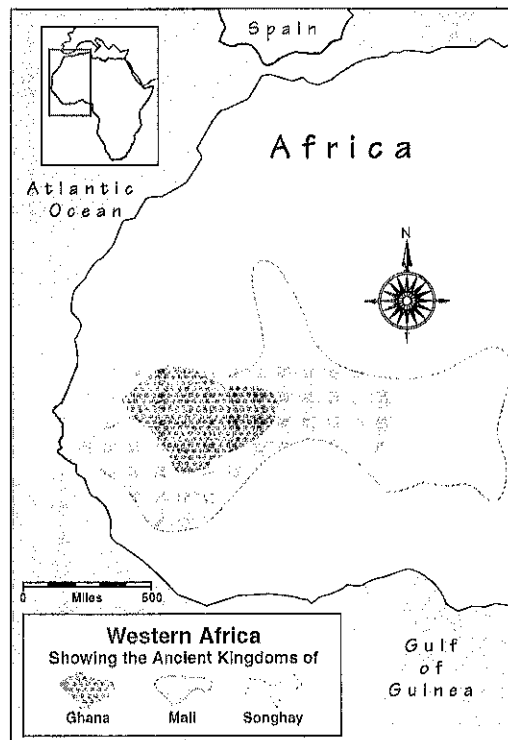 Spain
Africa
Atlantic
Ocean
N
0 Miles 500
Western Africa
Showing the Ancient Kingdoms of
Ghana Mali Songhay
Gulf
of
Guinea